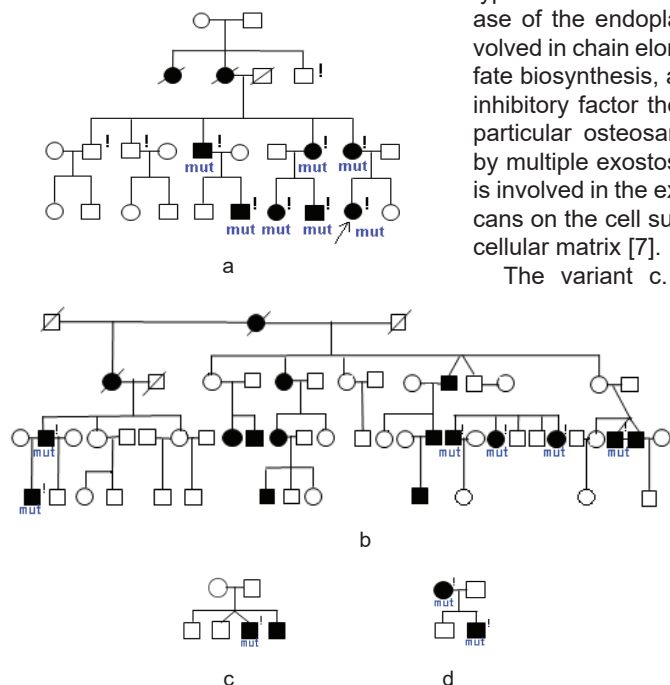 !
! ! ! ! !
mut mut mut
! ! ! !
mut mut mut mut
a
ase of the endopla
volved in chain elon
fate biosynthesis, a
inhibitory factor the
particular osteosar
by multiple exostos
is involved in the ex
cans on the cell su
cellular matrix [7].
The variant c.
! ! ! ! !
mut mut mut mut mut
!
mut
b
!
mut
c
!
mut
!
mut
d